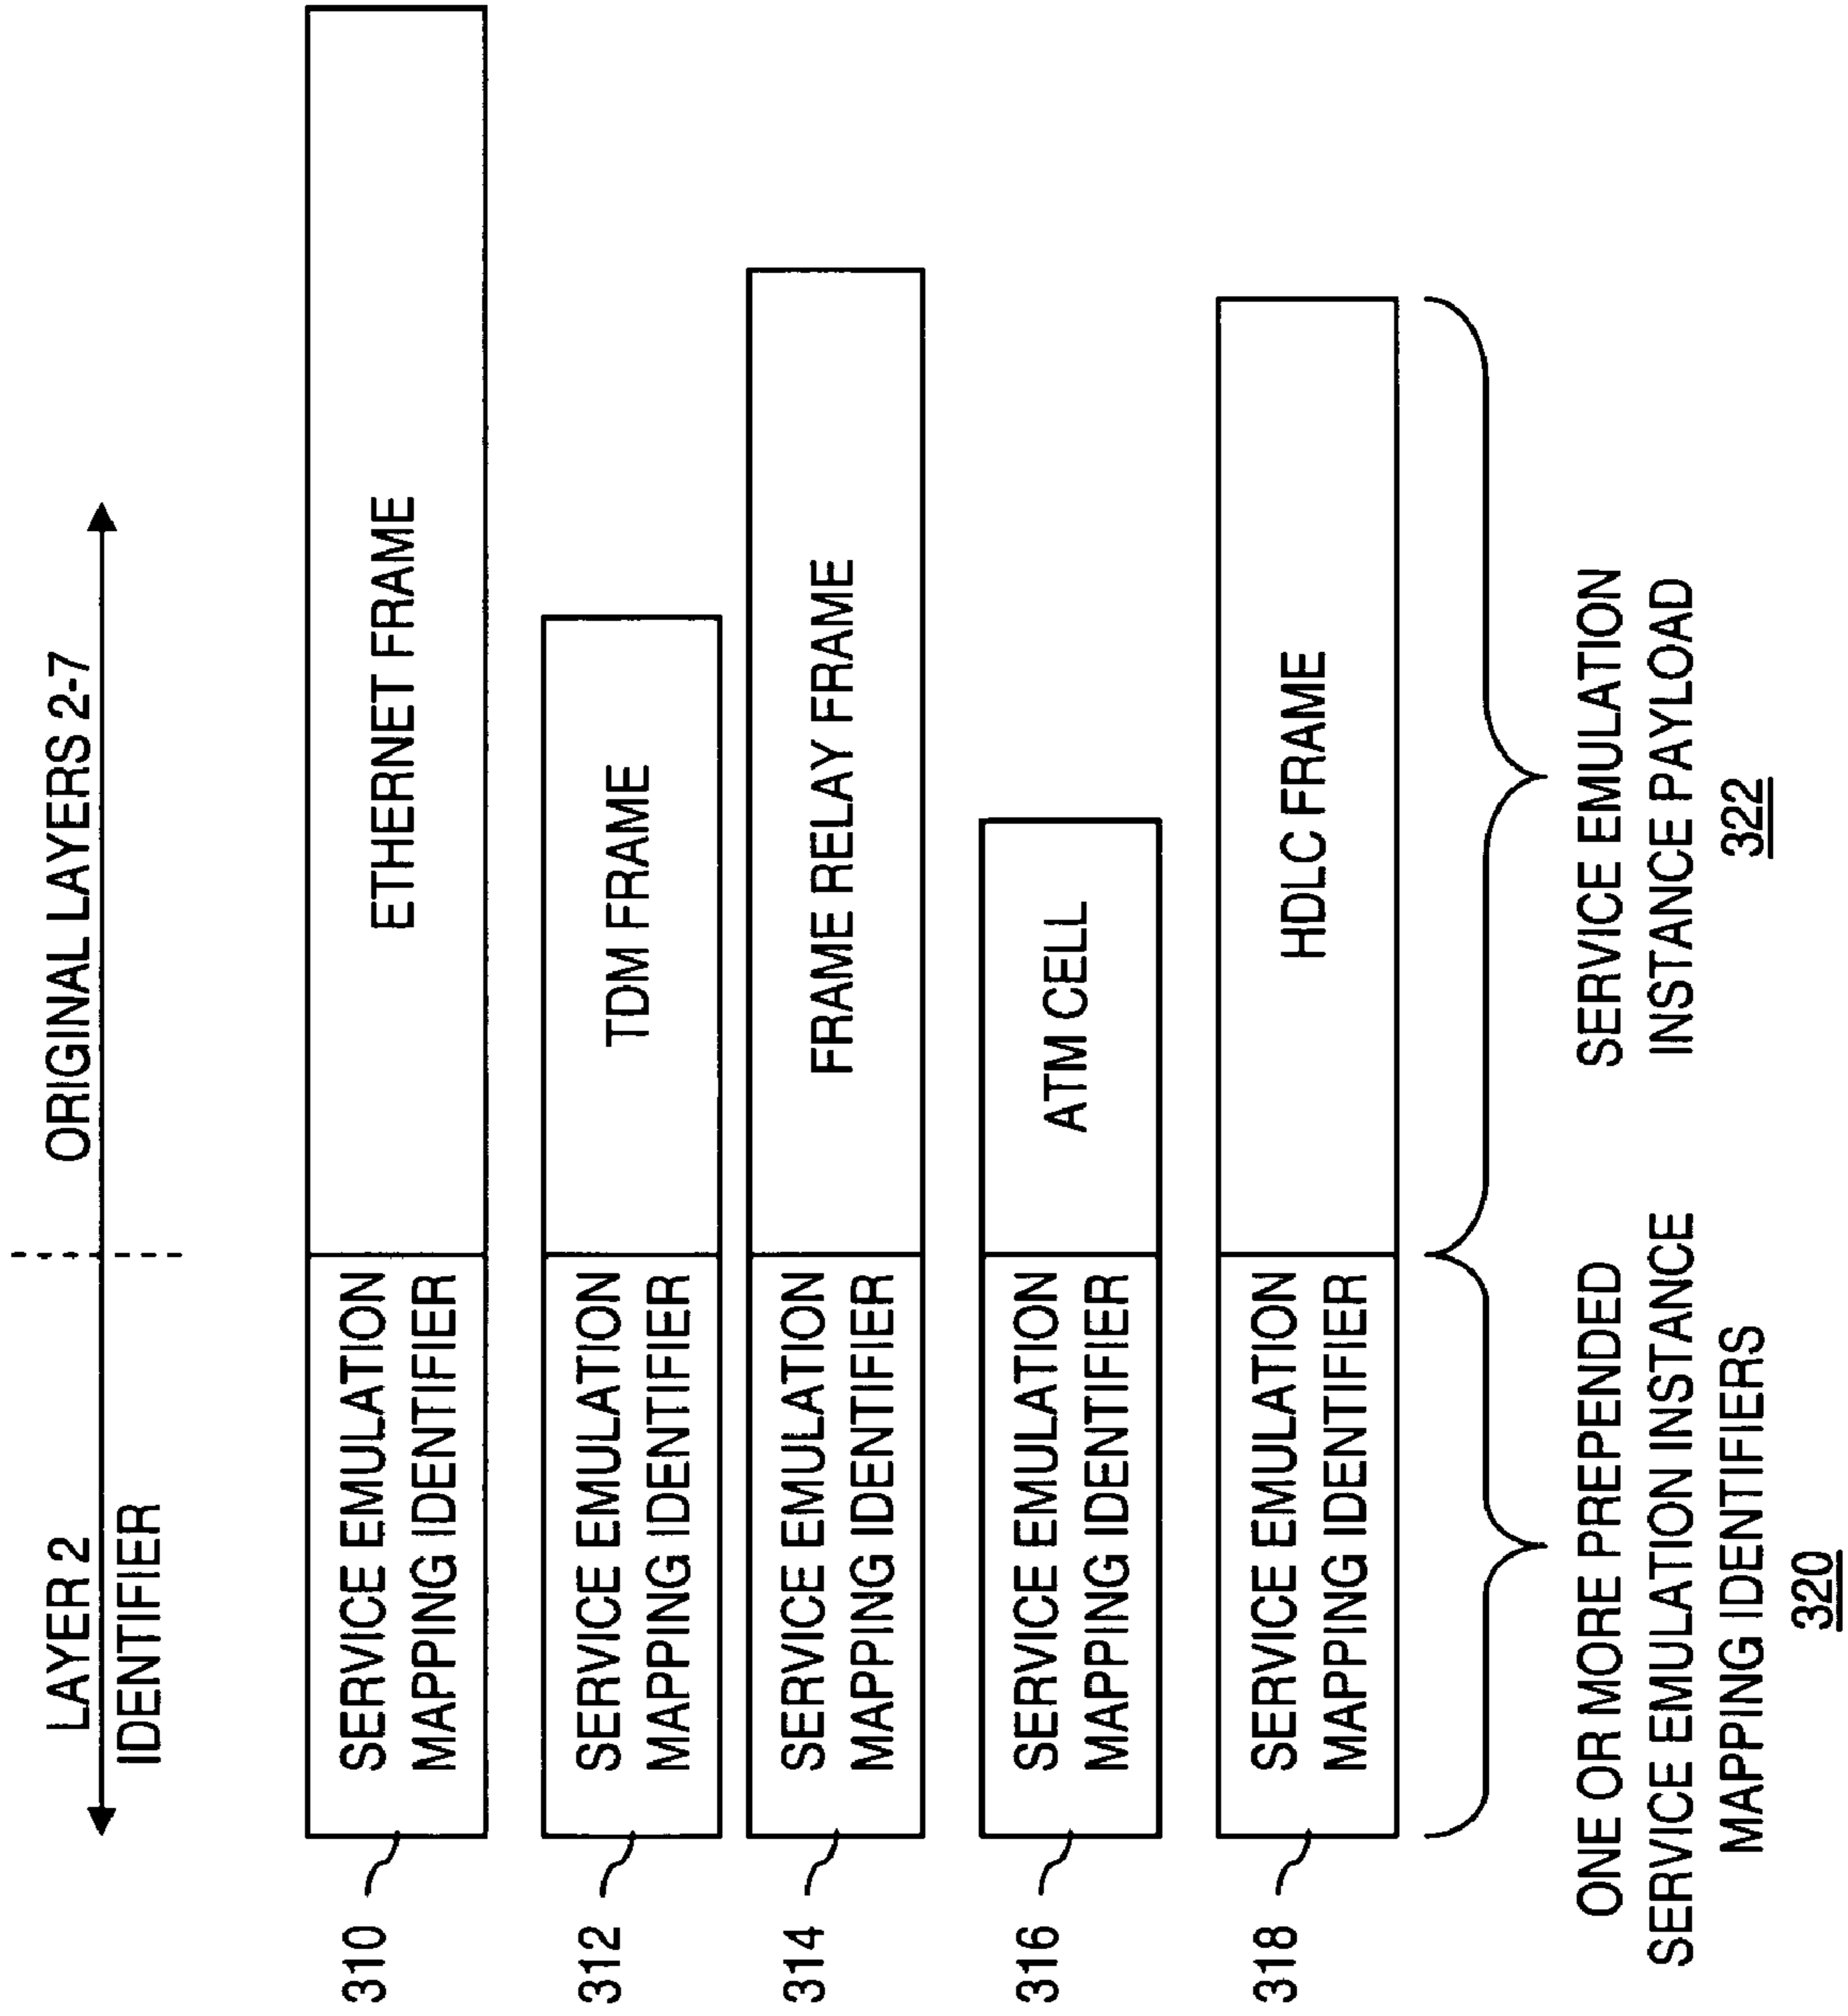 LAYER 2
IDENTIFIER
ORIGINAL LAYERS 2-7
310
SERVICE EMULATION
MAPPING IDENTIFIER
ETHERNET FRAME
312
SERVICE EMULATION
MAPPING IDENTIFIER
TDM FRAME
314
SERVICE EMULATION
MAPPING IDENTIFIER
FRAME RELAY FRAME
316
SERVICE EMULATION
MAPPING IDENTIFIER
ATM CELL
318
SERVICE EMULATION
MAPPING IDENTIFIER
HDLC FRAME
ONE OR MORE PREPENDED
SERVICE EMULATION INSTANCE
MAPPING IDENTIFIERS
320
SERVICE EMULATION
INSTANCE PAYLOAD
322